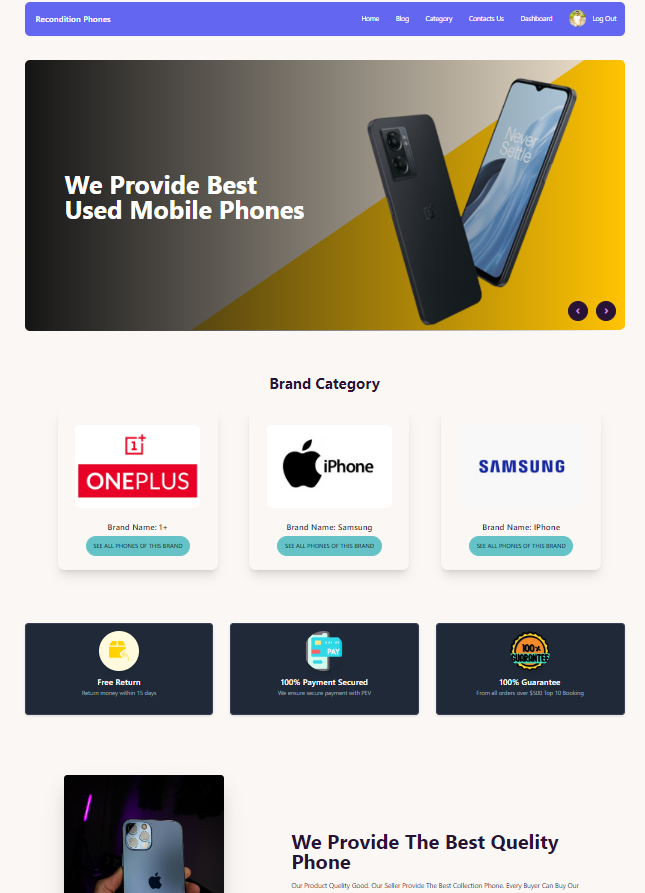 Recondition Phones
Home Blog Category Contacts Us Dashboard Log Out
We Provide Best
Used Mobile Phones
Never
Settle
‹ ›
Brand Category
1+
ONEPLUS
iPhone
SAMSUNG
Brand Name: 1+
Brand Name: Samsung
Brand Name: IPhone
SEE ALL PHONES OF THIS BRAND
SEE ALL PHONES OF THIS BRAND
SEE ALL PHONES OF THIS BRAND
PAY
100%
GUARANTEE
Free Return
Return money within 15 days
100% Payment Secured
We ensure secure payment with PEV
100% Guarantee
From all orders over $500 Top 10 Booking
We Provide The Best Quelity
Phone
Our Product Quelity Good. Our Seller Provide The Best Collection Phone. Every Buyer Can Buy Our